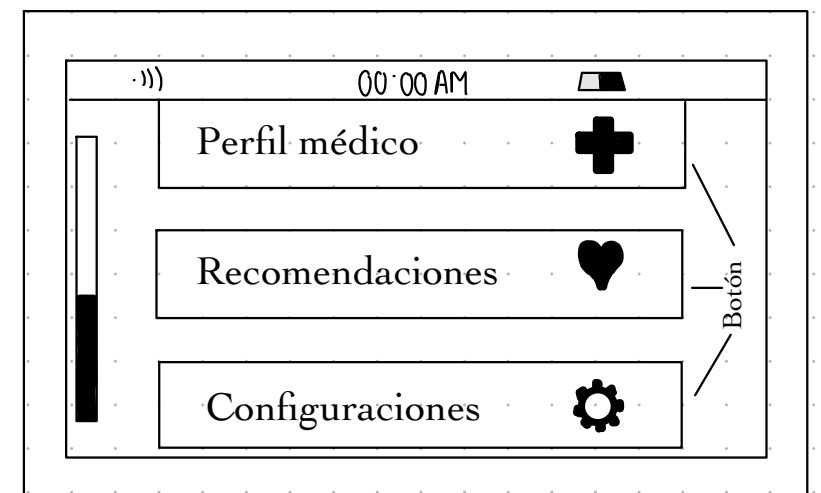 00:00 AM
Perfil médico
Recomendaciones
Botón
Configuraciones